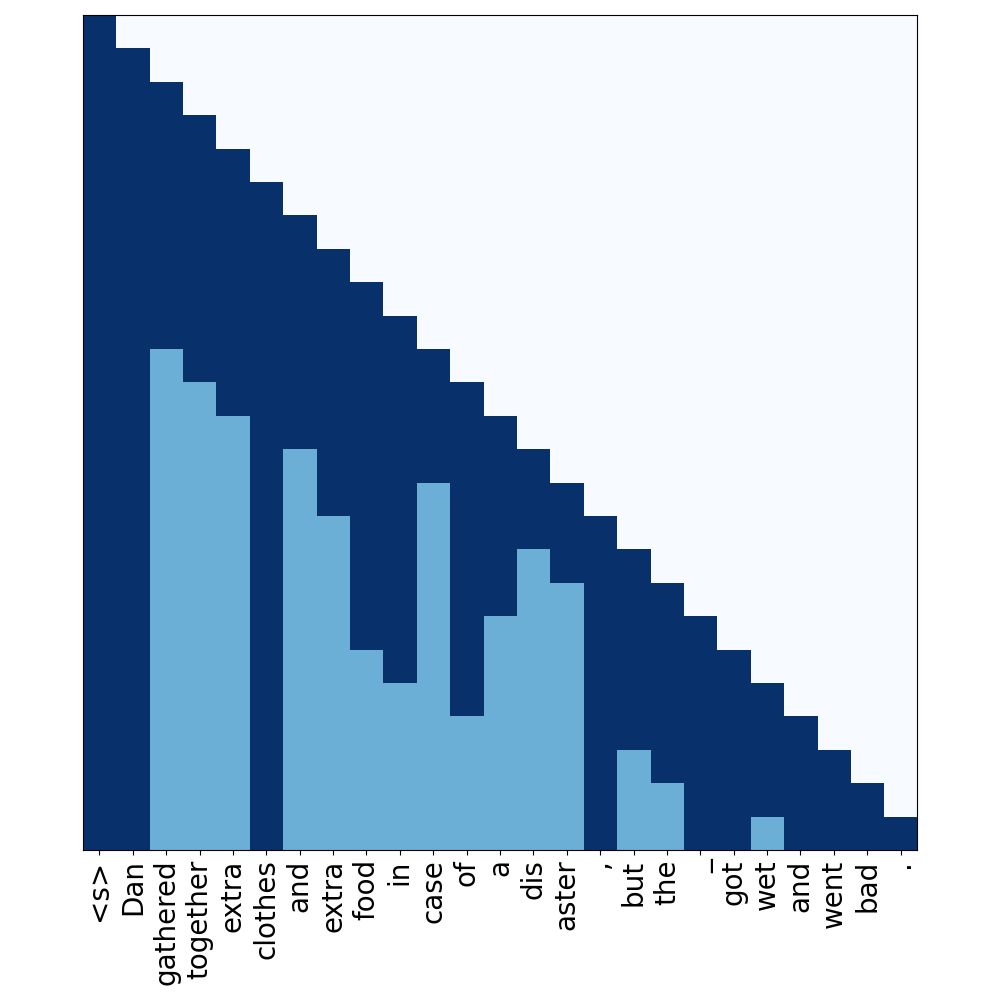 <s> Dan gathered together extra clothes and extra food in case of a dis aster , but the _ got wet and went bad .